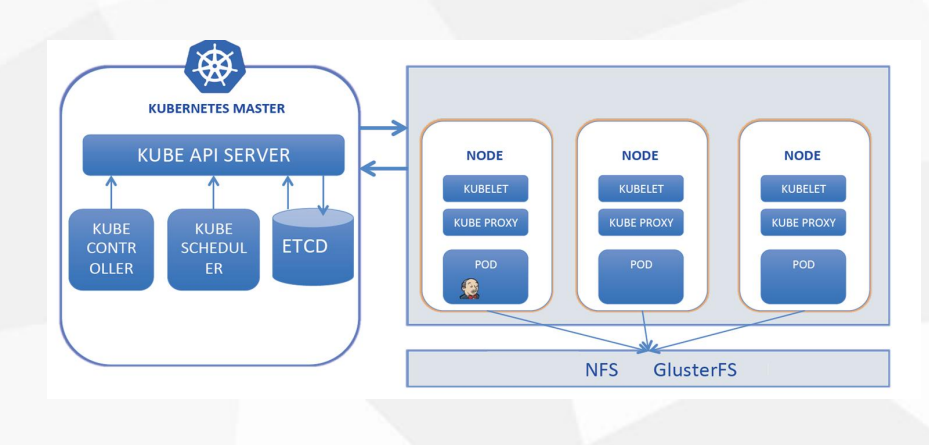 KUBERNETES MASTER
KUBE API SERVER
KUBE
CONTR
OLLER
KUBE
SCHEDUL
ER
ETCD
NODE
KUBELET
KUBE PROXY
POD
NODE
KUBELET
KUBE PROXY
POD
NODE
KUBELET
KUBE PROXY
POD
NFS GlusterFS